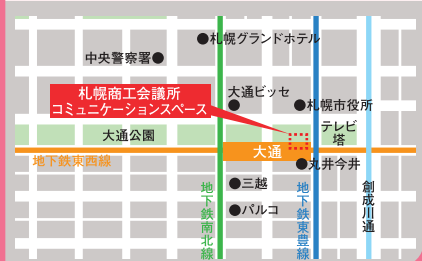 札幌グランドホテル
中央警察署
札幌商工会議所
コミュニケーションスペース
大通ビッセ
札幌市役所
大通公園
テレビ
塔
地下鉄東西線
大通
丸井今井
三越
パルコ
地下鉄南北線
地下鉄東豊線
創成川通